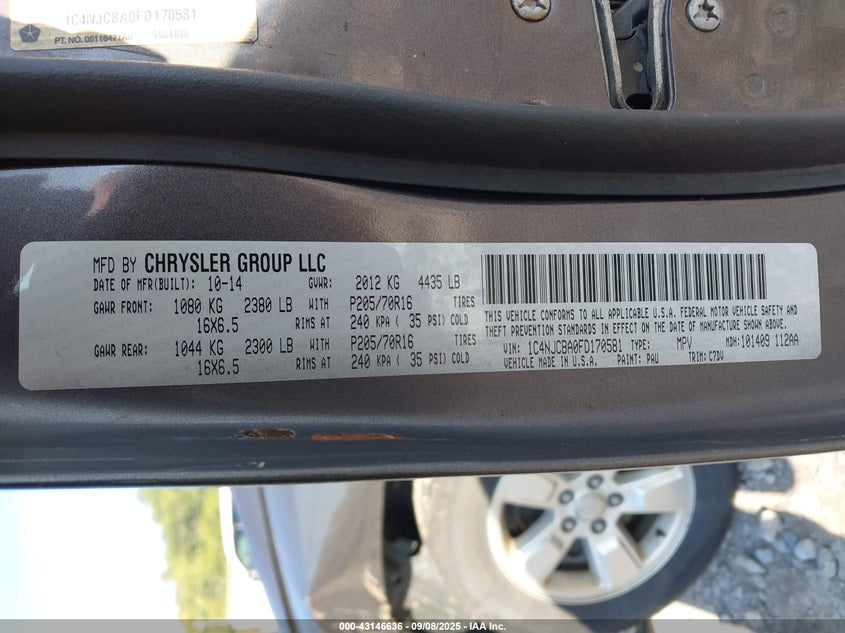 1C4NJCBA0FD170581
PT. NO. 05116471AB 5004830
MFD BY CHRYSLER GROUP LLC
DATE OF MFR(BUILT): 10-14 GVWR: 2012 KG 4435 LB
GAWR FRONT: 1080 KG 2380 LB WITH P205/70R16 TIRES
16X6.5 RIMS AT 240 KPA ( 35 PSI) COLD
GAWR REAR: 1044 KG 2300 LB WITH P205/70R16 TIRES
16X6.5 RIMS AT 240 KPA ( 35 PSI) COLD
THIS VEHICLE CONFORMS TO ALL APPLICABLE U.S.A. FEDERAL MOTOR VEHICLE SAFETY AND
THEFT PREVENTION STANDARDS IN EFFECT ON THE DATE OF MANUFACTURE SHOWN ABOVE.
VIN: 1C4NJCBA0FD170581 TYPE: MPV MDH:101409 112AA
VEHICLE MADE IN U.S.A. PAINT: PAU TRIM: C7DV
000-43146636 - 09/08/2025 - IAA, Inc.